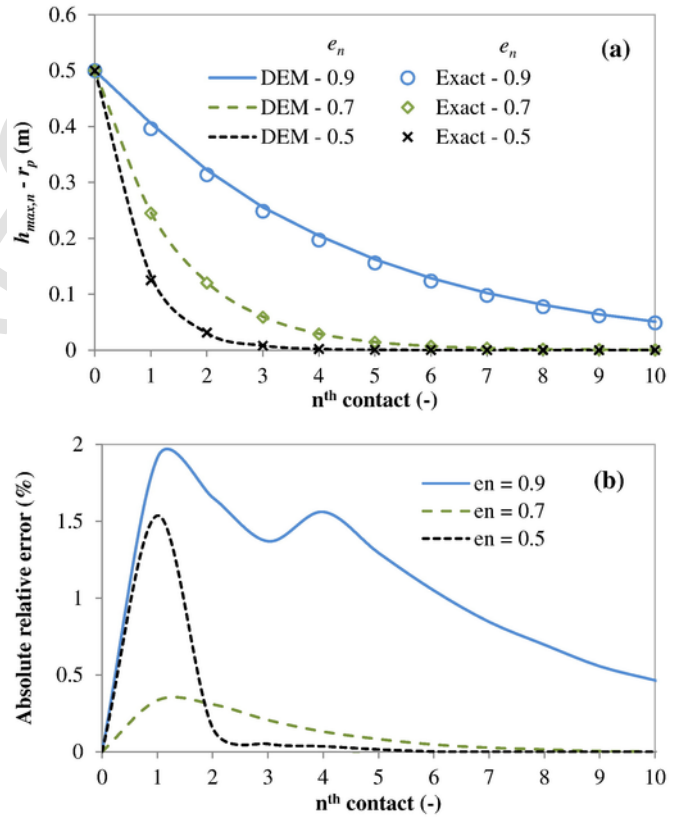 0.6
0.5
0.4
0.3
0.2
0.1
0
h_max,n - r_p (m)
e_n e_n (a)
DEM - 0.9 Exact - 0.9
DEM - 0.7 Exact - 0.7
DEM - 0.5 Exact - 0.5
0 1 2 3 4 5 6 7 8 9 10
nth contact (-)
2
1.5
1
0.5
0
Absolute relative error (%)
(b)
en = 0.9
en = 0.7
en = 0.5
0 1 2 3 4 5 6 7 8 9 10
nth contact (-)